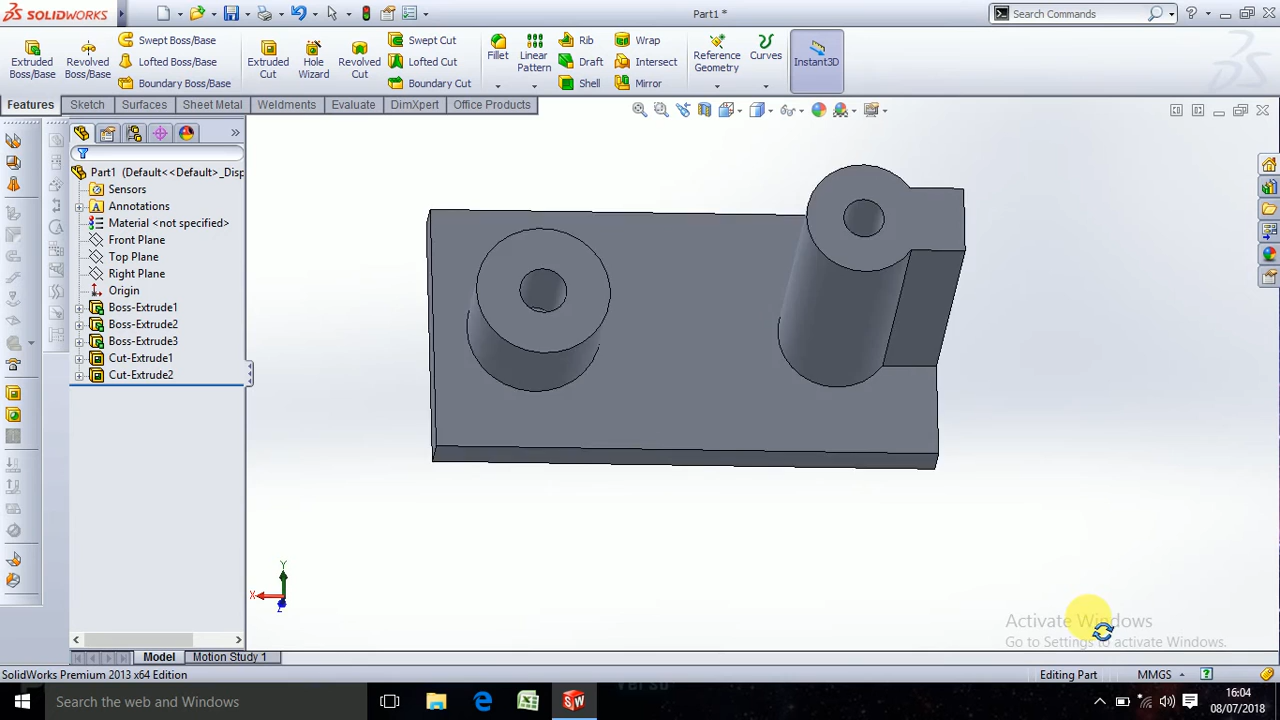 SOLIDWORKS
Part1 *
Search Commands
Extruded Boss/Base
Revolved Boss/Base
Swept Boss/Base
Lofted Boss/Base
Boundary Boss/Base
Extruded Cut
Hole Wizard
Revolved Cut
Swept Cut
Lofted Cut
Boundary Cut
Fillet
Linear Pattern
Rib
Draft
Shell
Wrap
Intersect
Mirror
Reference Geometry
Curves
Instant3D
Features
Sketch
Surfaces
Sheet Metal
Weldments
Evaluate
DimXpert
Office Products
Part1 (Default<<Default>_Disp
Sensors
Annotations
Material <not specified>
Front Plane
Top Plane
Right Plane
Origin
Boss-Extrude1
Boss-Extrude2
Boss-Extrude3
Cut-Extrude1
Cut-Extrude2
Y
X
Z
Activate Windows
Go to Settings to activate Windows.
Model
Motion Study 1
SolidWorks Premium 2013 x64 Edition
Editing Part
MMGS
Search the web and Windows
16:04
08/07/2018